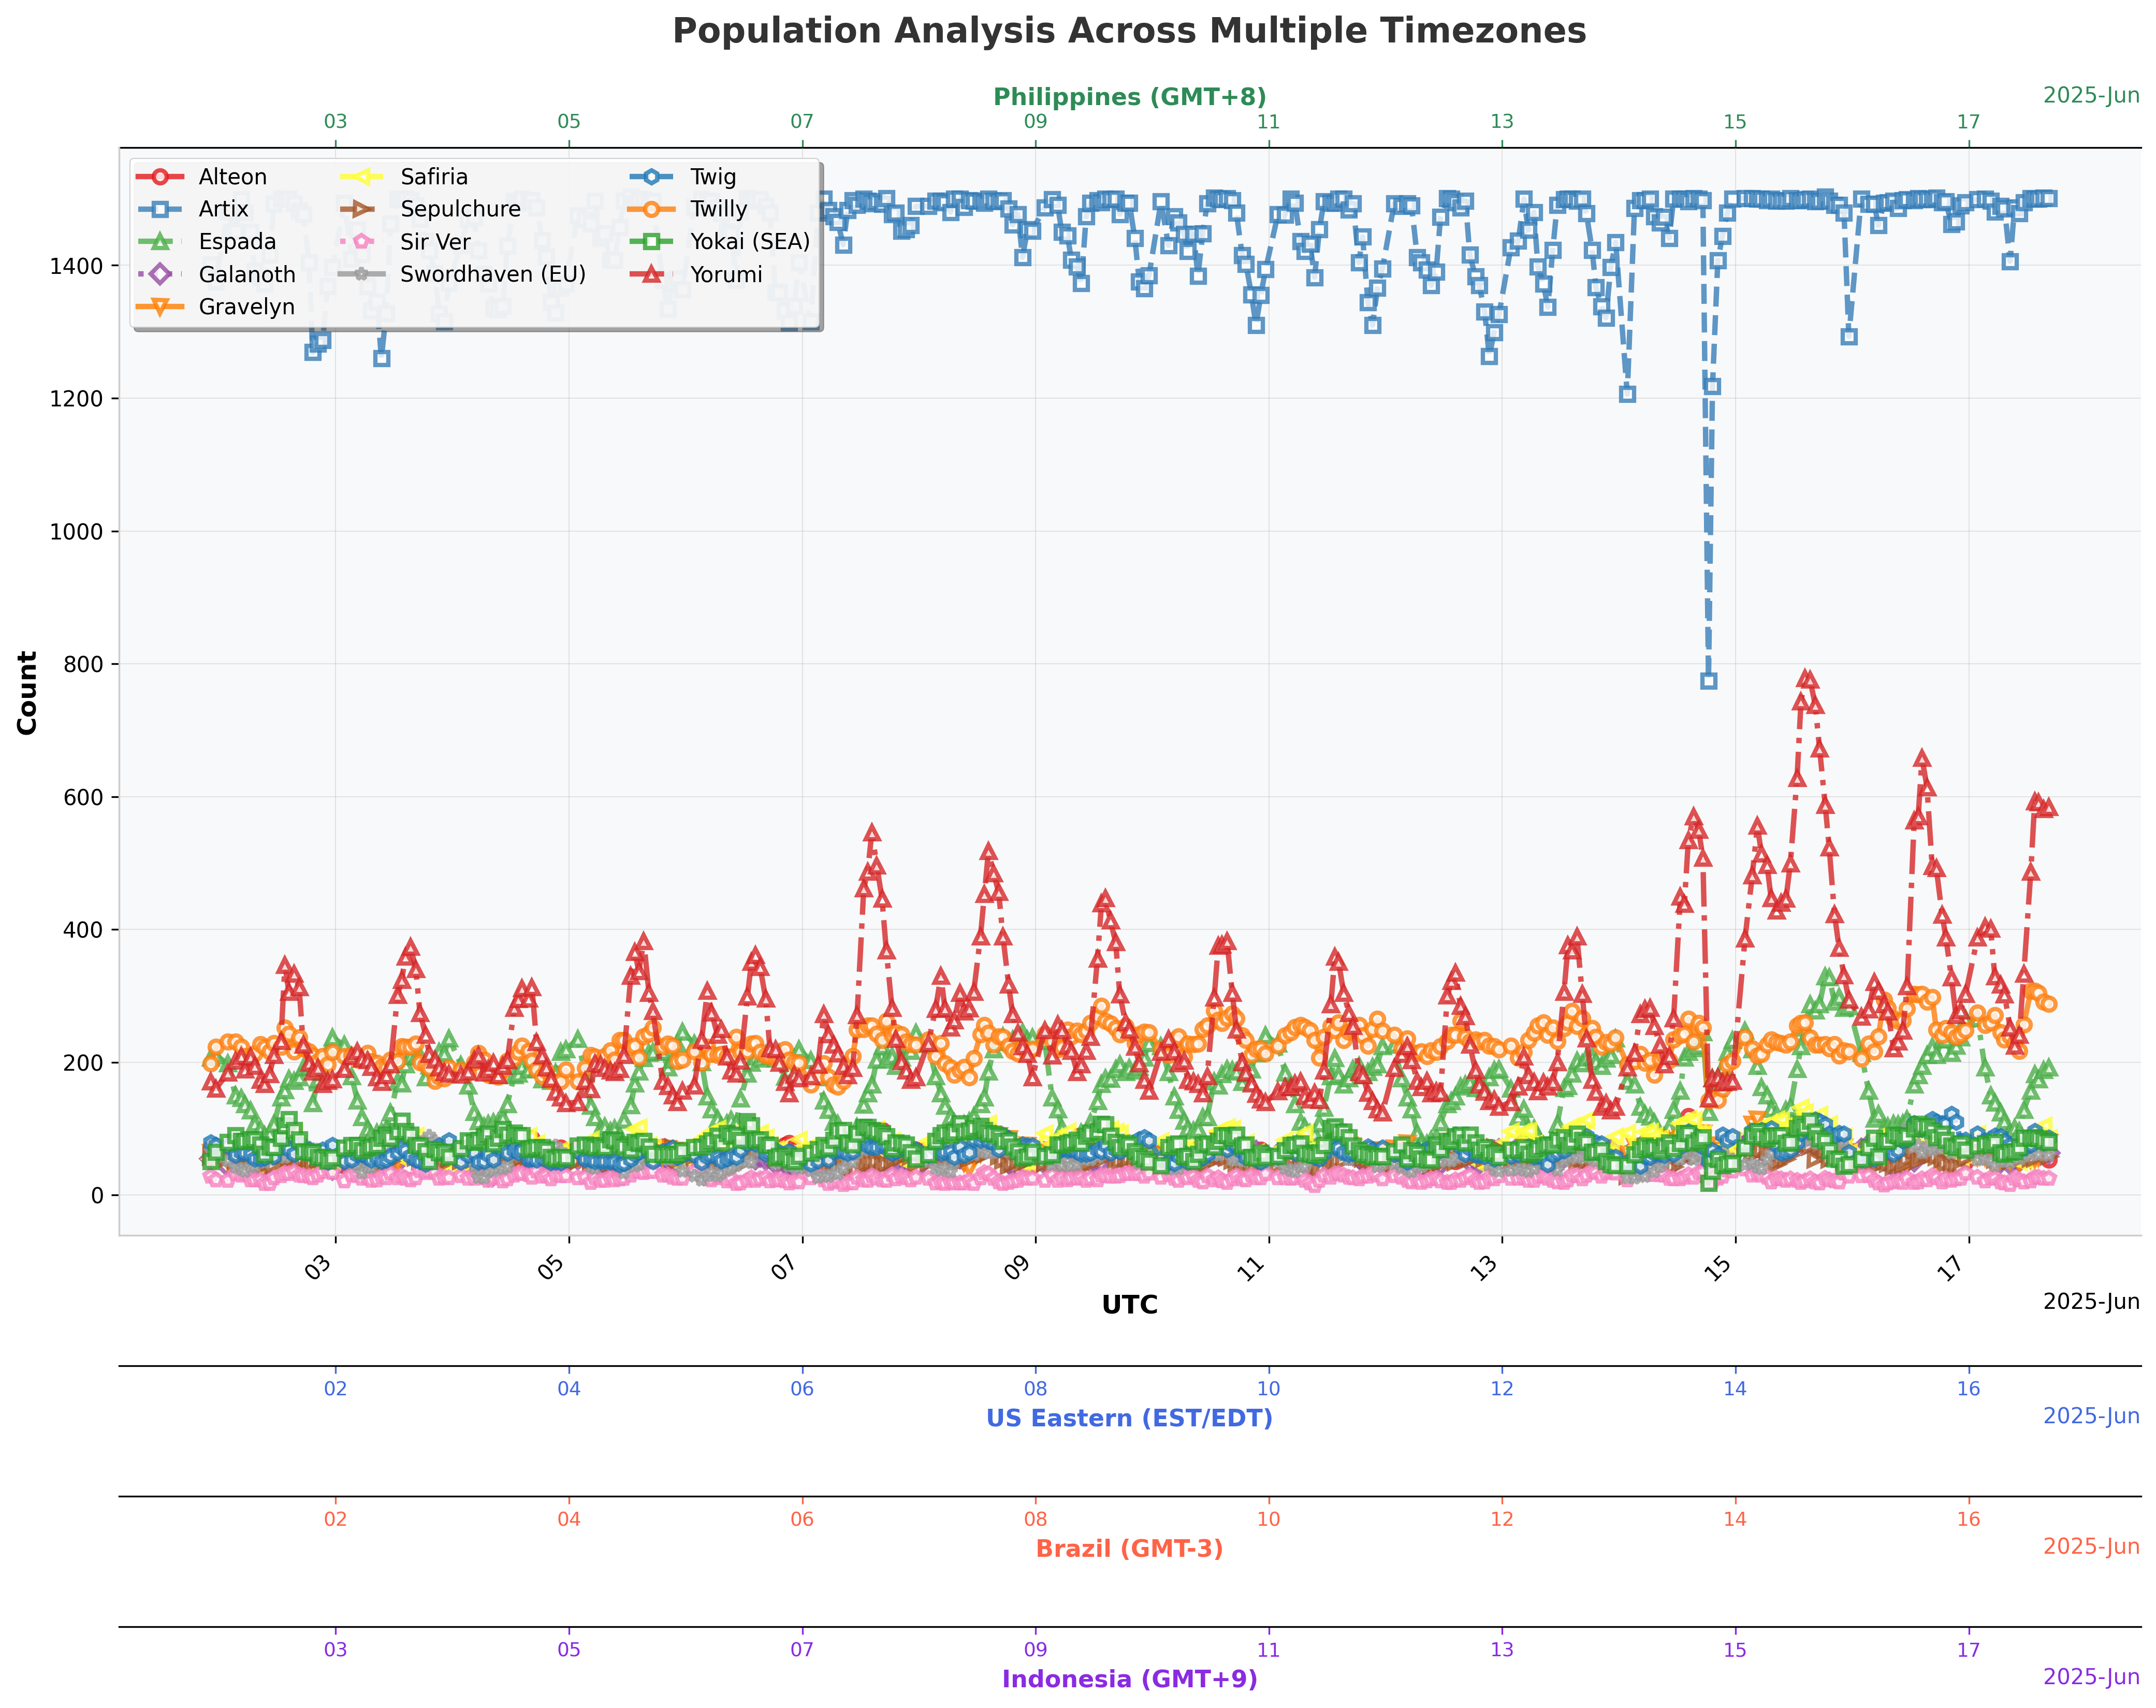 Population Analysis Across Multiple Timezones
Philippines (GMT+8)
2025-Jun
03 05 07 09 11 13 15 17
Alteon Safiria Twig
Artix Sepulchure Twilly
Espada Sir Ver Yokai (SEA)
Galanoth Swordhaven (EU) Yorumi
Gravelyn
1400
1200
1000
800
600
400
200
0
Count
03 05 07 09 11 13 15 17
UTC
2025-Jun
02 04 06 08 10 12 14 16
US Eastern (EST/EDT)
2025-Jun
02 04 06 08 10 12 14 16
Brazil (GMT-3)
2025-Jun
03 05 07 09 11 13 15 17
Indonesia (GMT+9)
2025-Jun